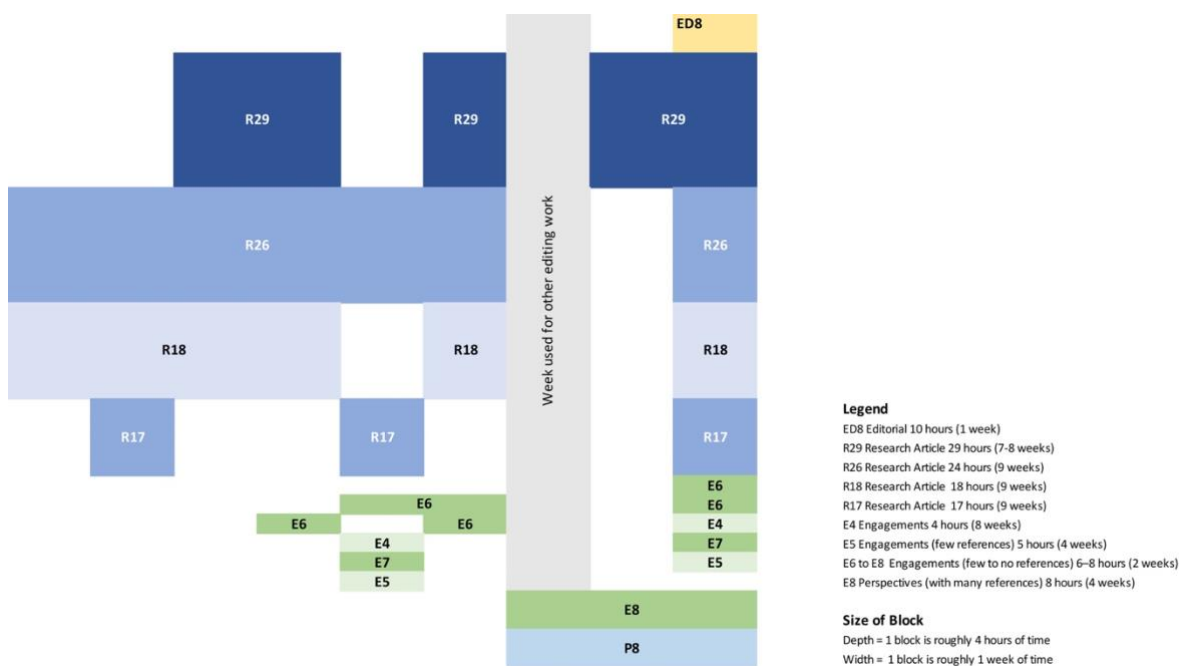 ED8
R29 R29 R29
R26 R26
R18 R18 R18
R17 R17 R17
E6
E6
E6 E6 E6
E4 E4
E7 E7
E5 E5
E8
P8
Week used for other editing work
Legend
ED8 Editorial 10 hours (1 week)
R29 Research Article 29 hours (7-8 weeks)
R26 Research Article 24 hours (9 weeks)
R18 Research Article 18 hours (9 weeks)
R17 Research Article 17 hours (9 weeks)
E4 Engagements 4 hours (8 weeks)
E5 Engagements (few references) 5 hours (4 weeks)
E6 to E8 Engagements (few to no references) 6–8 hours (2 weeks)
E8 Perspectives (with many references) 8 hours (4 weeks)
Size of Block
Depth = 1 block is roughly 4 hours of time
Width = 1 block is roughly 1 week of time